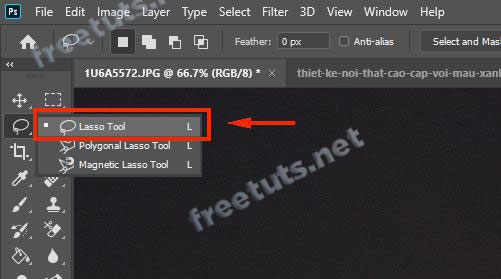 Ps File Edit Image Layer Type Select Filter 3D View Window
Feather: 0 px Anti-alias Select and Mas
1U6A5572.JPG @ 66.7% (RGB/8) * × thiet-ke-noi-that-cao-cap-voi-mau-xanh
Lasso Tool L
Polygonal Lasso Tool L
Magnetic Lasso Tool L
freetuts.net
freetuts.net